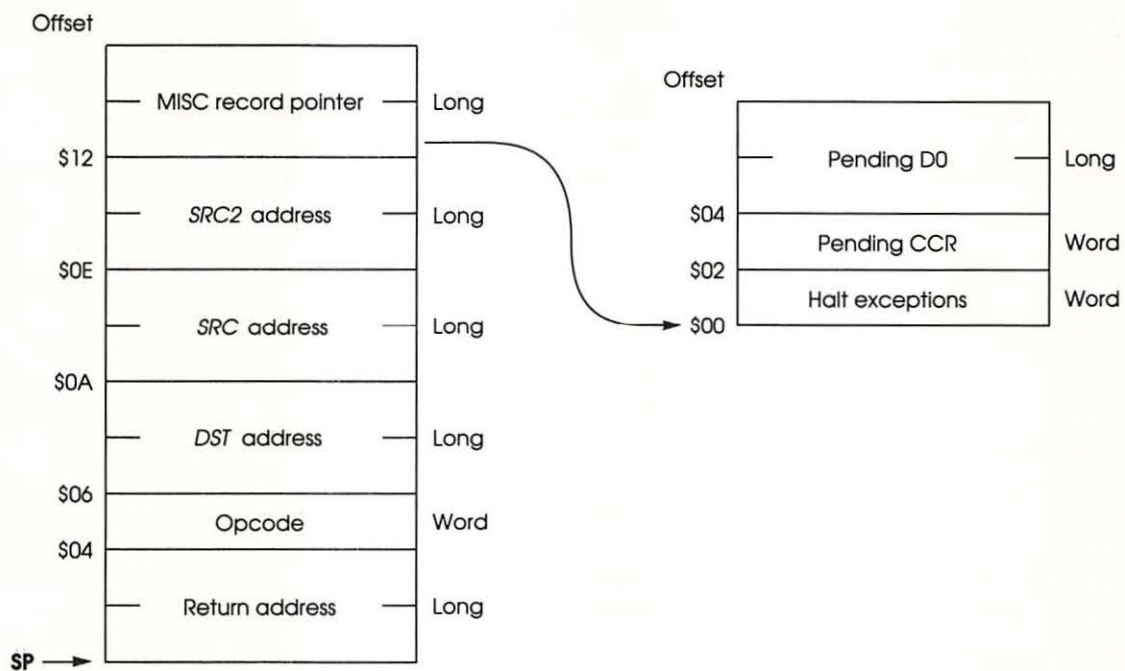 Offset
MISC record pointer Long
$12
SRC2 address Long
$0E
SRC address Long
$0A
DST address Long
$06
Opcode Word
$04
Return address Long
SP
Offset
Pending D0 Long
$04
Pending CCR Word
$02
Halt exceptions Word
$00